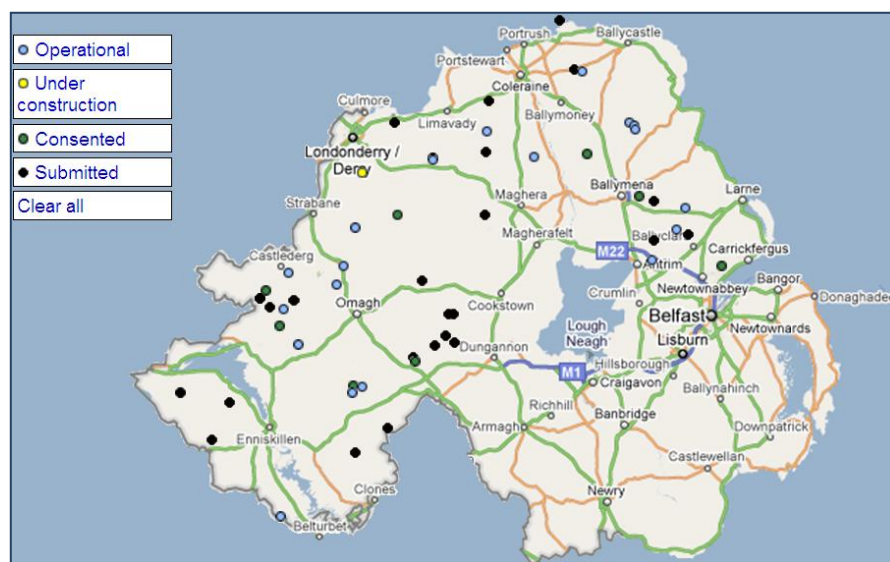 Operational
Under
construction
Consented
Submitted
Clear all
Portrush
Ballycastle
Portstewart
Coleraine
Culmore
Limavady
Ballymoney
Londonderry /
Derry
Strabane
Maghera
Ballymena
Larne
Magherafelt
M22
Ballyclar
Carrickfergus
Castlederg
Antrim
Newtownabbey
Bangor
Donaghadee
Omagh
Cookstown
Crumlin
Belfast
Newtownards
Lough
Neagh
Lisburn
Dungannon
M1
Hillsborough
Craigavon
Ballynahinch
Richhill
Banbridge
Armagh
Downpatrick
Enniskillen
Castlewellan
Clones
Newry
Belturbet